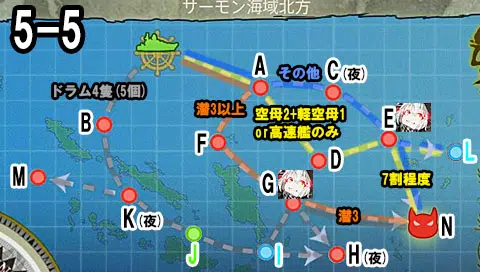 サーモン海域北方
5-5
A
その他
C(夜)
ドラム4隻(5個)
潜3以上
空母2+軽空母1
or高速艦のみ
B
E
F
L
D
M
G
7割程度
潜3
N
K(夜)
J
I
H(夜)